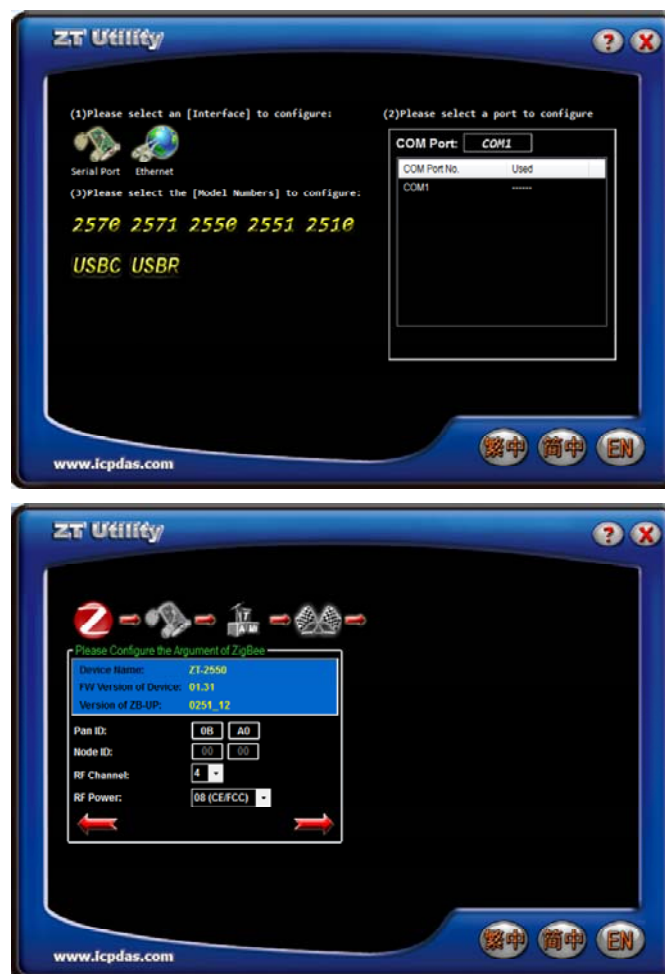 ZT Utility
? X
(1)Please select an [Interface] to configure:
Serial Port Ethernet
(3)Please select the [Model Numbers] to configure:
2570 2571 2550 2551 2510
USBC USBR
(2)Please select a port to configure
COM Port: COM1
COM Port No. Used
COM1 ------
繁中 简中 EN
www.icpdas.com
ZT Utility
? X
Z
Please Configure the Argument of ZigBee
Device Name: ZT-2550
FW Version of Device: 01.31
Version of ZB-UP: 0251_12
Pan ID: 0B A0
Node ID: 00 00
RF Channel: 4
RF Power: 08 (CE/FCC)
繁中 简中 EN
www.icpdas.com